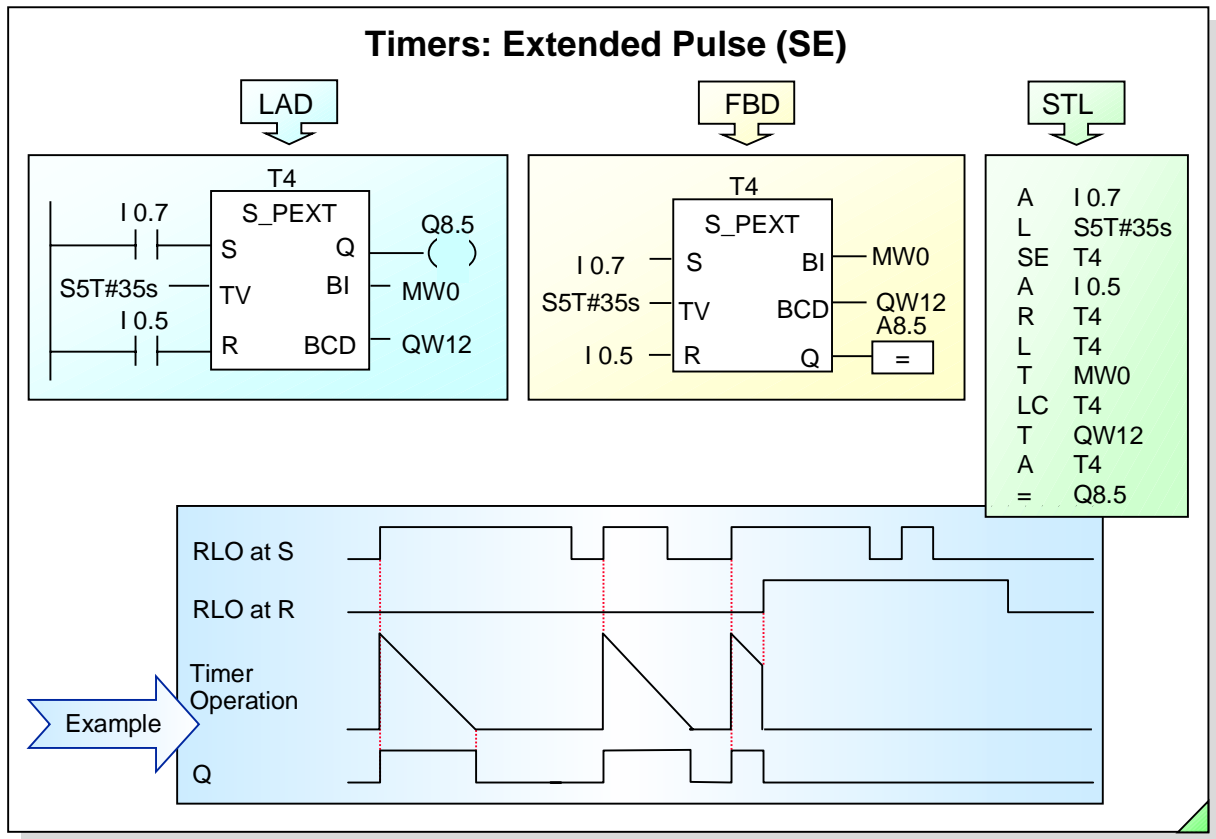 Timers: Extended Pulse (SE)
LAD
FBD
STL
T4
S_PEXT
I 0.7
S
Q
Q8.5
( )
S5T#35s
TV
BI
MW0
I 0.5
R
BCD
QW12
T4
S_PEXT
I 0.7
S
BI
MW0
S5T#35s
TV
BCD
QW12
A8.5
I 0.5
R
Q
=
A I 0.7
L S5T#35s
SE T4
A I 0.5
R T4
L T4
T MW0
LC T4
T QW12
A T4
= Q8.5
RLO at S
RLO at R
Timer
Operation
Example
Q